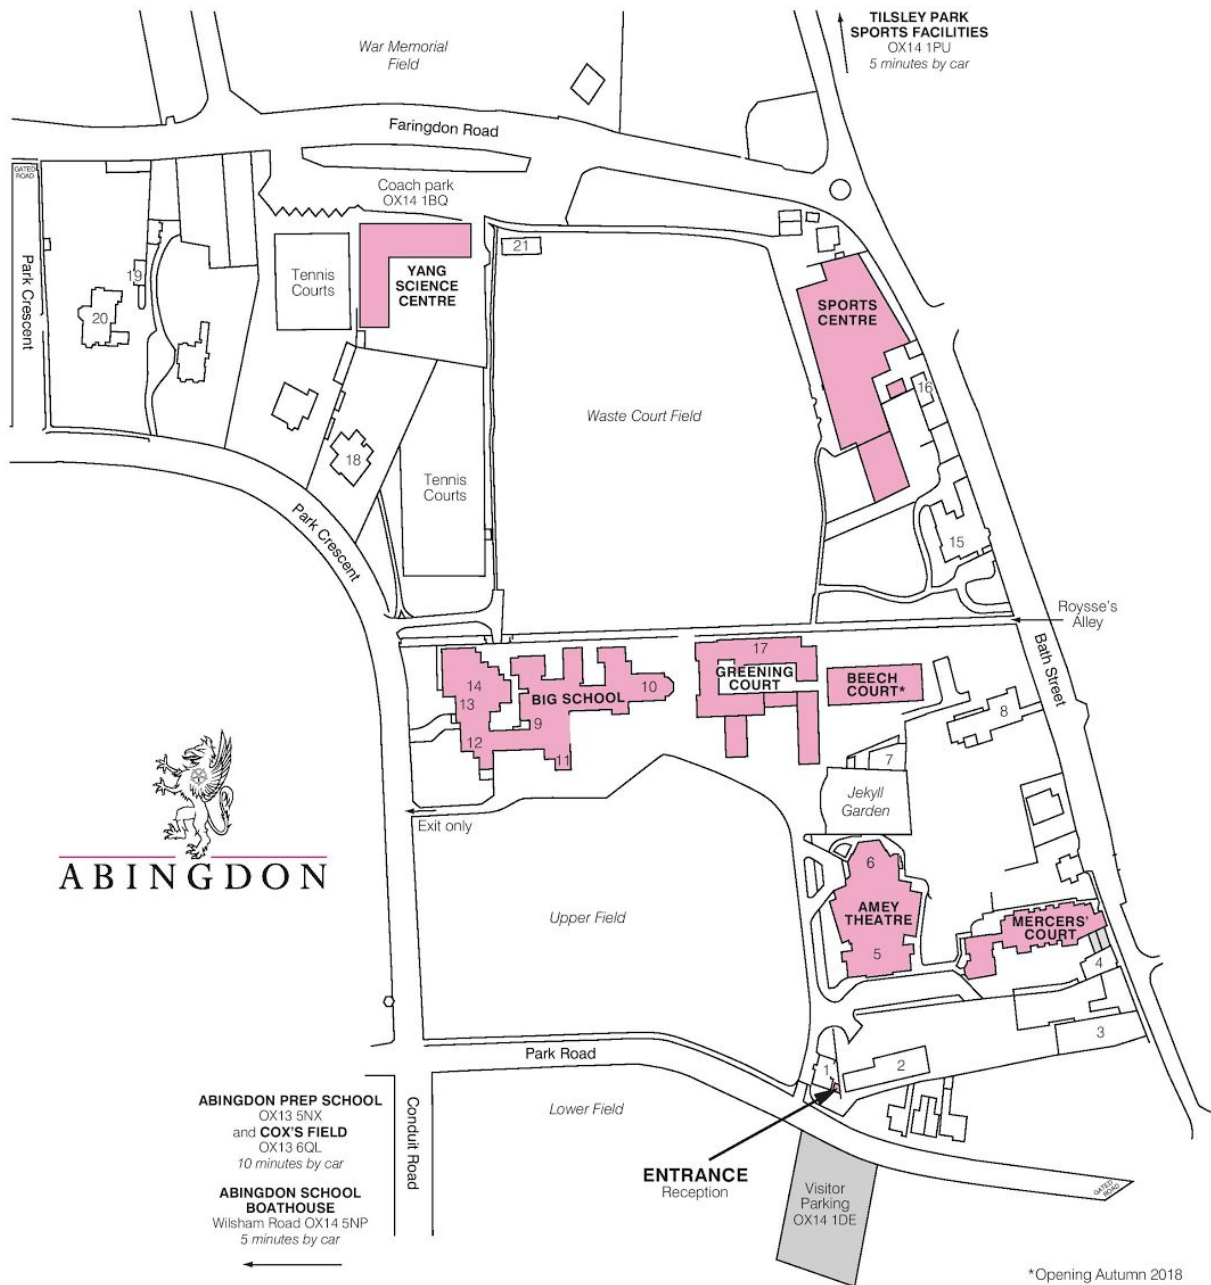 TILSLEY PARK
SPORTS FACILITIES
OX14 1PU
5 minutes by car
War Memorial
Field
Faringdon Road
GATED
ROAD
Coach park
OX14 1BQ
Park Crescent
19
20
Tennis
Courts
YANG
SCIENCE
CENTRE
21
SPORTS
CENTRE
16
Waste Court Field
18
Tennis
Courts
Park Crescent
15
Roysse's
Alley
Bath Street
14
13
12
BIG SCHOOL
9
10
11
17
GREENING
COURT
BEECH
COURT*
8
7
Jekyll
Garden
Exit only
ABINGDON
6
AMEY
THEATRE
5
MERCERS'
COURT
4
3
Upper Field
Park Road
1
2
Lower Field
ABINGDON PREP SCHOOL
OX13 5NX
and COX'S FIELD
OX13 6QL
10 minutes by car
Conduit Road
ENTRANCE
Reception
Visitor
Parking
OX14 1DE
GATED
ROAD
ABINGDON SCHOOL
BOATHOUSE
Wilsham Road OX14 5NP
5 minutes by car
*Opening Autumn 2018